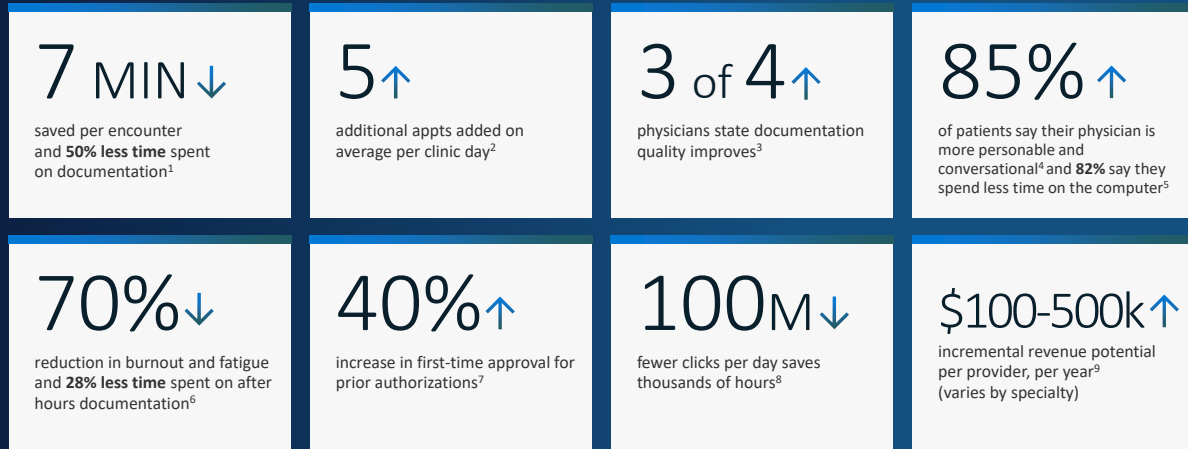 7 MIN↓
saved per encounter
and 50% less time spent
on documentation¹
5↑
additional appts added on
average per clinic day²
3 of 4↑
physicians state documentation
quality improves³
85%↑
of patients say their physician is
more personable and
conversational⁴ and 82% say they
spend less time on the computer⁵
70%↓
reduction in burnout and fatigue
and 28% less time spent on after
hours documentation⁶
40%↑
increase in first-time approval for
prior authorizations⁷
100M↓
fewer clicks per day saves
thousands of hours⁸
$100-500k↑
incremental revenue potential
per provider, per year⁹
(varies by specialty)